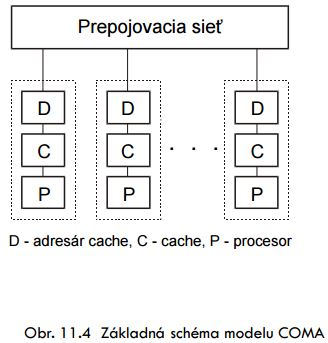 Prepojovacia sieť
D D D
C C . . . C
P P P
D - adresár cache, C - cache, P - procesor
Obr. 11.4 Základná schéma modelu COMA